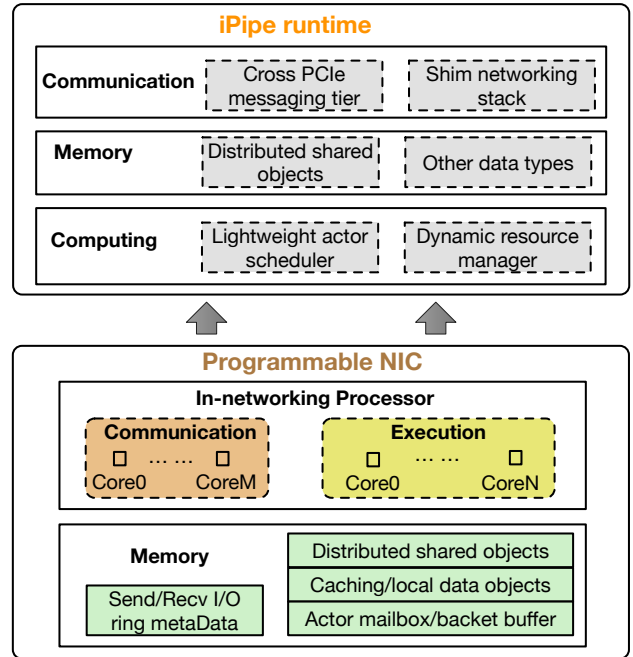 iPipe runtime
Communication
Cross PCIe
messaging tier
Shim networking
stack
Memory
Distributed shared
objects
Other data types
Computing
Lightweight actor
scheduler
Dynamic resource
manager
Programmable NIC
In-networking Processor
Communication
... ...
Core0 CoreM
Execution
... ...
Core0 CoreN
Memory
Send/Recv I/O
ring metaData
Distributed shared objects
Caching/local data objects
Actor mailbox/backet buffer